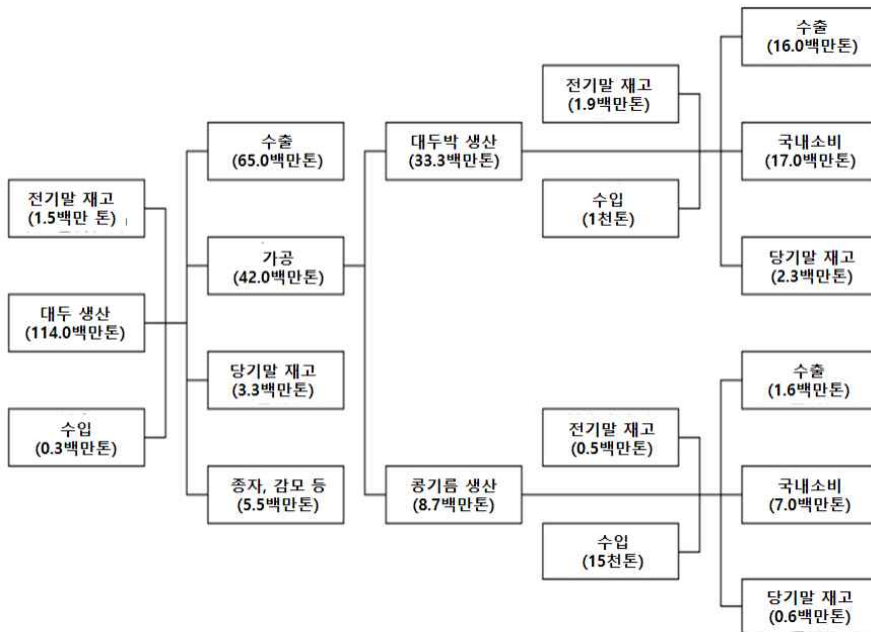 수출
(16.0백만톤)
전기말 재고
(1.9백만톤)
수출
(65.0백만톤)
대두박 생산
(33.3백만톤)
국내소비
(17.0백만톤)
전기말 재고
(1.5백만 톤)
수입
(1천톤)
가공
(42.0백만톤)
당기말 재고
(2.3백만톤)
대두 생산
(114.0백만톤)
당기말 재고
(3.3백만톤)
수출
(1.6백만톤)
수입
(0.3백만톤)
전기말 재고
(0.5백만톤)
종자, 감모 등
(5.5백만톤)
콩기름 생산
(8.7백만톤)
국내소비
(7.0백만톤)
수입
(15천톤)
당기말 재고
(0.6백만톤)